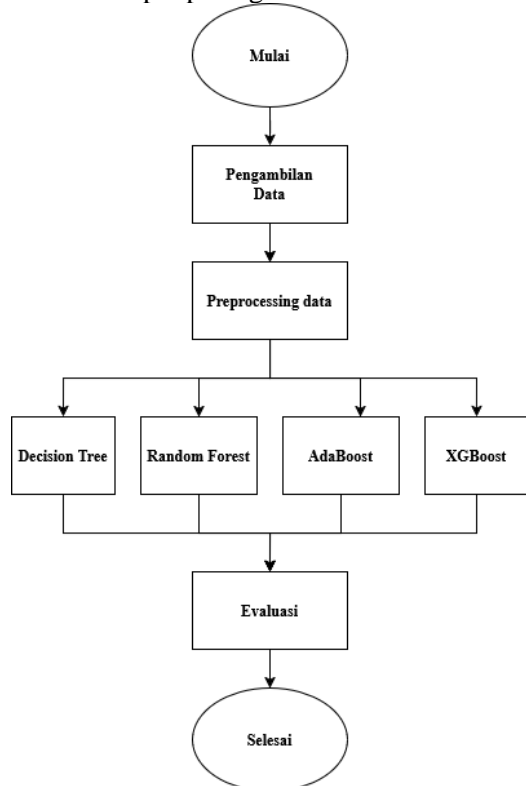 Mulai
Pengambilan
Data
Preprocessing data
Decision Tree
Random Forest
AdaBoost
XGBoost
Evaluasi
Selesai